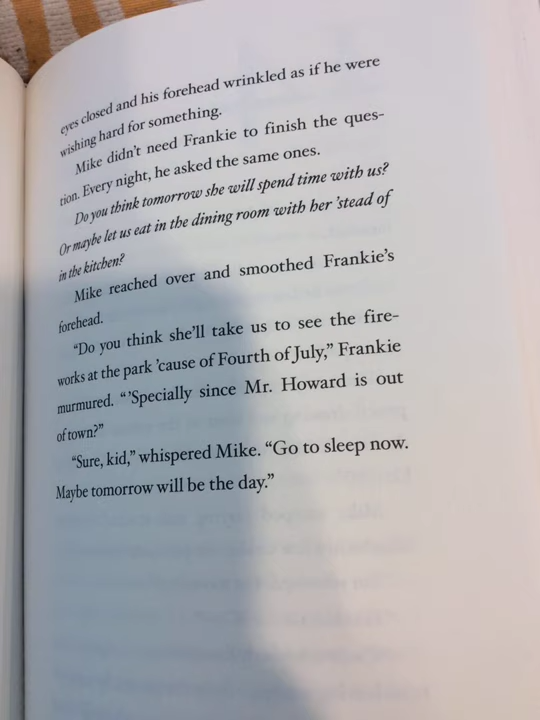 eyes closed and his forehead wrinkled as if he were
wishing hard for something.
Mike didn’t need Frankie to finish the ques-
tion. Every night, he asked the same ones.
Do you think tomorrow she will spend time with us?
Or maybe let us eat in the dining room with her ’stead of
in the kitchen?
Mike reached over and smoothed Frankie’s
forehead.
“Do you think she’ll take us to see the fire-
works at the park ’cause of Fourth of July,” Frankie
murmured. “’Specially since Mr. Howard is out
of town?”
“Sure, kid,” whispered Mike. “Go to sleep now.
Maybe tomorrow will be the day.”